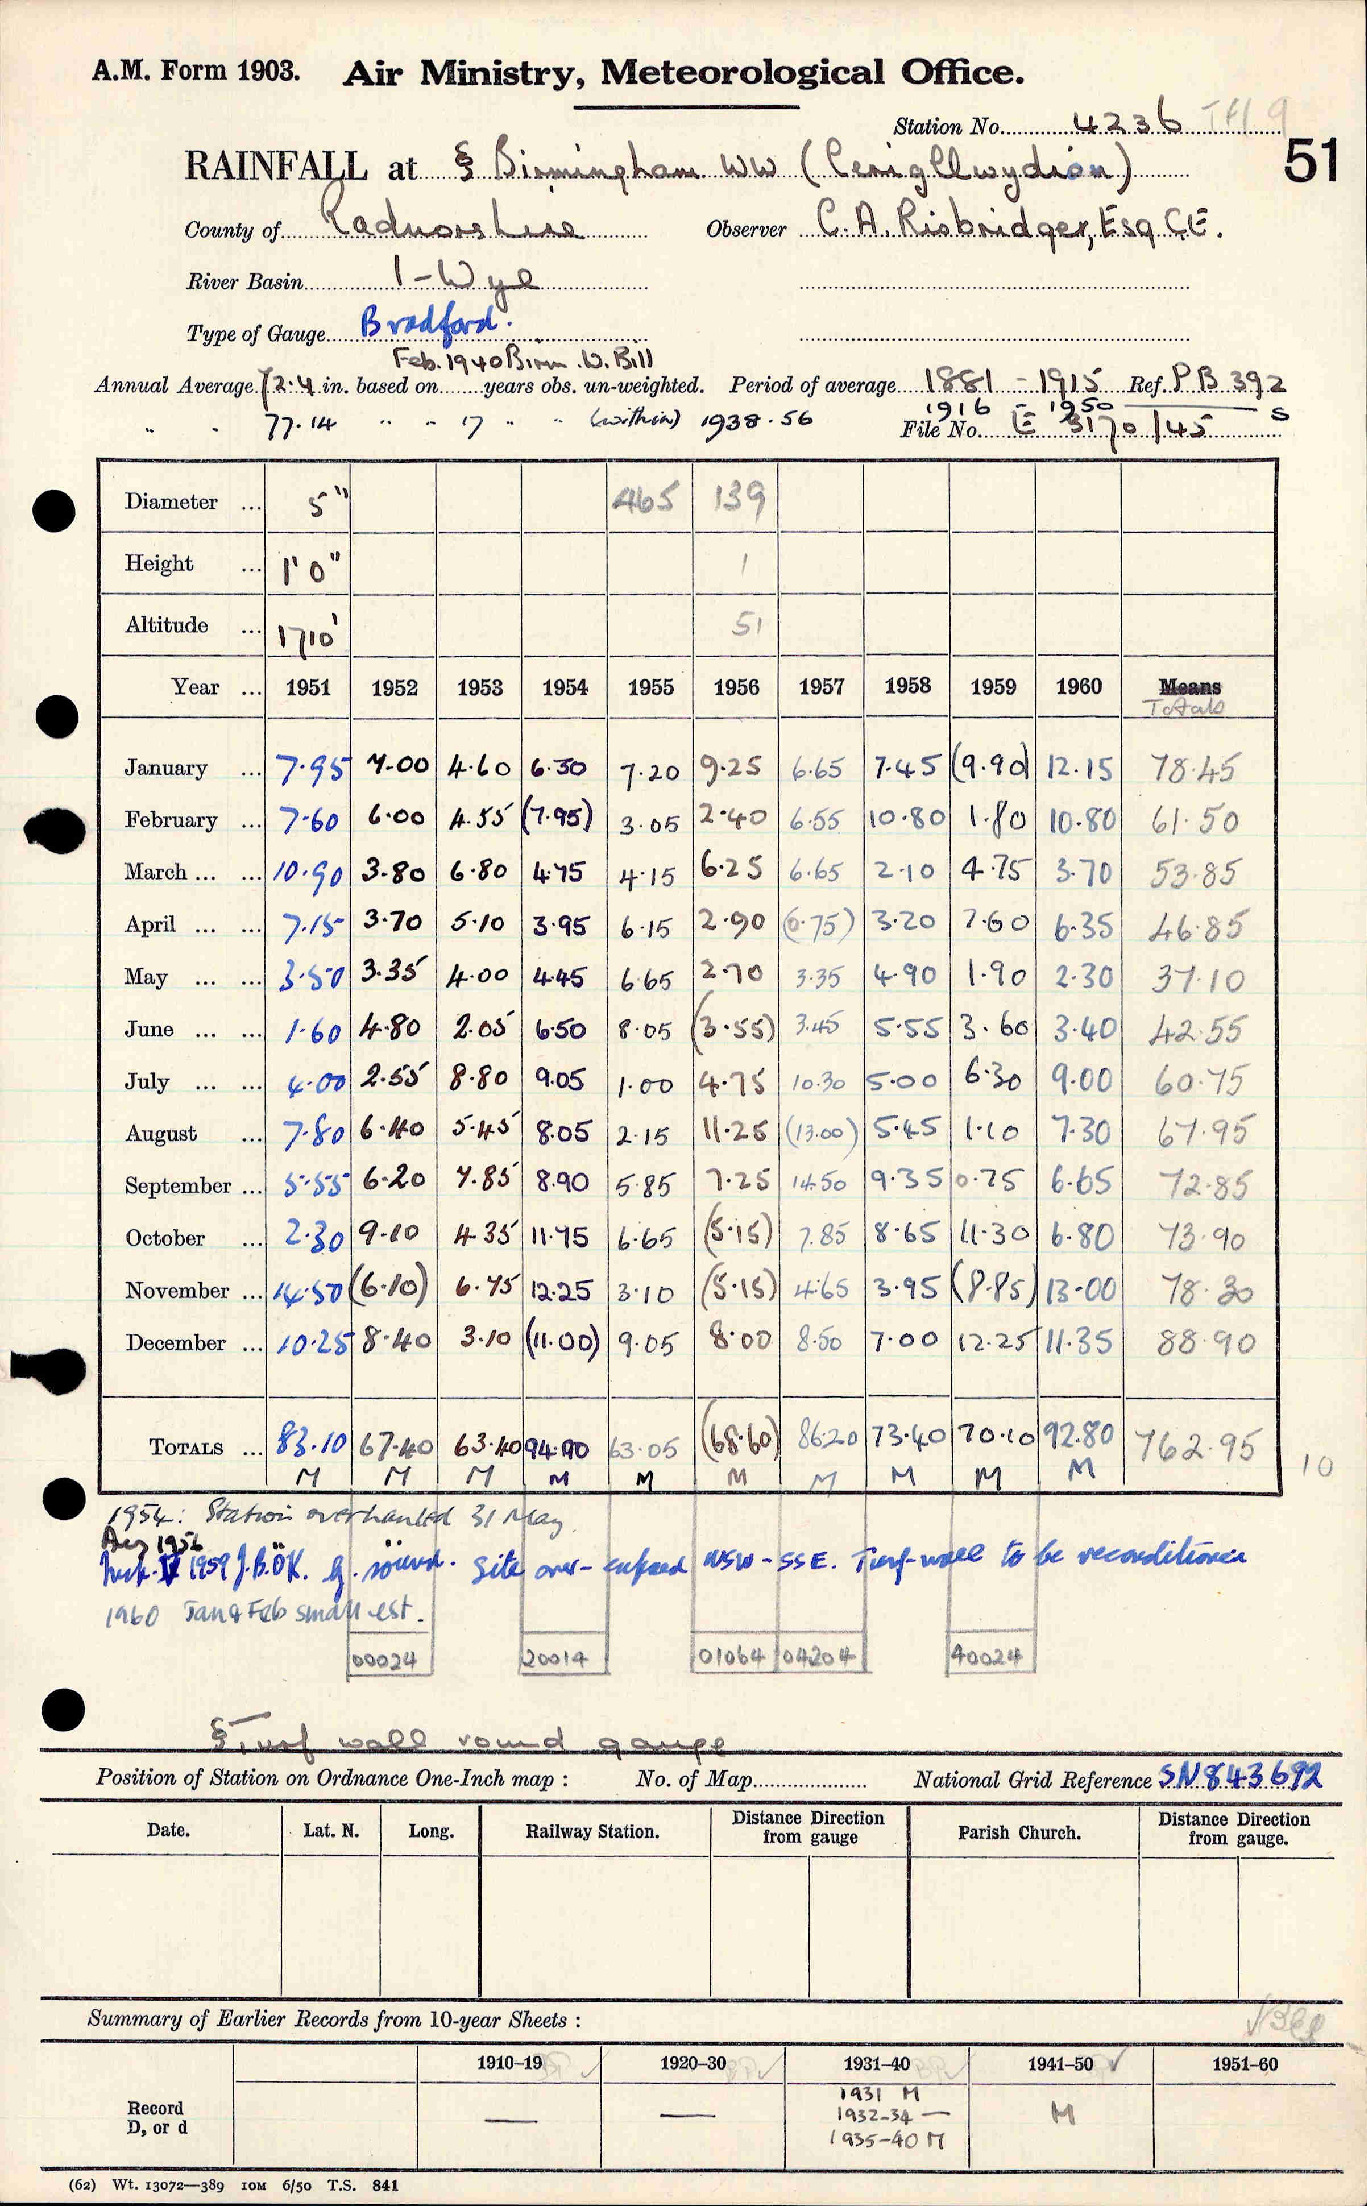 A.M. Form 1903. Air Ministry, Meteorological Office.
Station No. 4236 TH 9
51
RAINFALL at § Birmingham WW (Cerigllwydion)
County of Radnorshire Observer C. A. Risbridger, Esq C.E.
River Basin 1 - Wye
Type of Gauge Bradford.
Feb. 1940 Birm. W. Bill
Annual Average 72.4 in. based on ...... years obs. un-weighted. Period of average 1881 - 1915 Ref. PB 392
1916 - 1950 S
" " 77.14 " " " 17 " " (within) 1938-56 File No. E 3170/45
Diameter ... 5" 465 139
Height ... 1' 0" 1
Altitude ... 1710' 51
Year ... 1951 1952 1953 1954 1955 1956 1957 1958 1959 1960 Means
Totals
January ... 7.95 7.00 4.60 6.30 7.20 9.25 6.65 7.45 (9.90) 12.15 78.45
February ... 7.60 6.00 4.55 (7.95) 3.05 2.40 6.55 10.80 1.80 10.80 61.50
March ... ... 10.90 3.80 6.80 4.75 4.15 6.25 6.65 2.10 4.75 3.70 53.85
April ... ... 7.15 3.70 5.10 3.95 6.15 2.90 (0.75) 3.20 7.60 6.35 46.85
May ... ... 3.50 3.35 4.00 4.45 6.65 2.70 3.35 4.90 1.90 2.30 37.10
June ... ... 1.60 4.80 2.05 6.50 8.05 (3.55) 3.45 5.55 3.60 3.40 42.55
July ... ... 4.00 2.55 8.80 9.05 1.00 4.75 10.30 5.00 6.30 9.00 60.75
August ... 7.80 6.40 5.45 8.05 2.15 11.25 (13.00) 5.45 1.10 7.30 67.95
September ... 5.55 6.20 7.85 8.90 5.85 7.25 14.50 9.35 0.75 6.65 72.85
October ... 2.30 9.10 4.35 11.75 6.65 (5.15) 7.85 8.65 11.30 6.80 73.90
November ... 14.50 (6.10) 6.75 12.25 3.10 (5.15) 4.65 3.95 (8.85) 13.00 78.30
December ... 10.25 8.40 3.10 (11.00) 9.05 8.00 8.50 7.00 12.25 11.35 88.90
TOTALS ... 83.10 67.40 63.40 94.90 63.05 (68.60) 86.20 73.40 70.10 92.80 762.95 10
M M M M M M M M M M
1954: Station overhauled 31 May.
Aug 1956
Insp. V 1959 J.B. OK. g. sound. Site over-exposed WSW - SSE. Turf-wall to be reconditioned
1960 Jan & Feb small est.
00024 20014 01064 04204 40024
§ Turf wall round gauge
Position of Station on Ordnance One-Inch map : No. of Map National Grid Reference SN 843692
Date. Lat. N. Long. Railway Station. Distance from gauge Direction Parish Church. Distance from gauge. Direction
Summary of Earlier Records from 10-year Sheets :
1910-19 1920-30 1931-40 1941-50 1951-60
Record D, or d — — 1931 M M
1932-34 —
1935-40 M
(62) Wt. 13072—389 10M 6/50 T.S. 841